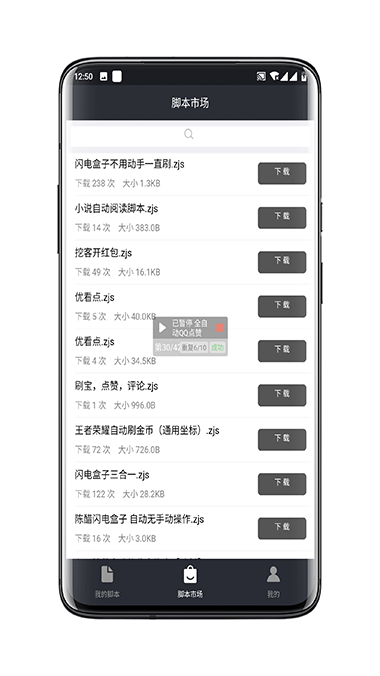 12:50
脚本市场
闪电盒子不用动手一直刷.zjs
下载 238 次 大小 1.3KB
下 载
小说自动阅读脚本.zjs
下载 14 次 大小 383.0B
下 载
挖客开红包.zjs
下载 49 次 大小 16.1KB
下 载
优看点.zjs
下载 5 次 大小 40.0KB
下 载
已暂停 全自
动QQ点赞
第30/42 重复6/10 成功
优看点.zjs
下载 4 次 大小 34.5KB
下 载
刷宝，点赞，评论.zjs
下载 1 次 大小 996.0B
下 载
王者荣耀自动刷金币（通用坐标）.zjs
下载 72 次 大小 726.0B
下 载
闪电盒子三合一.zjs
下载 122 次 大小 28.2KB
下 载
陈醋闪电盒子 自动无手动操作.zjs
下载 16 次 大小 3.0KB
下 载
我的脚本
脚本市场
我的